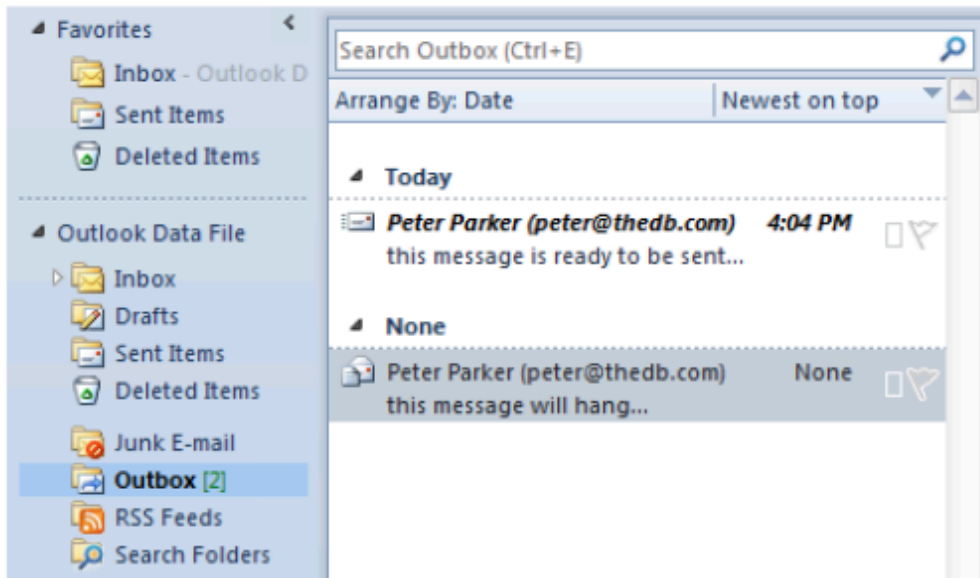 Favorites
Inbox - Outlook D
Sent Items
Deleted Items
Outlook Data File
Inbox
Drafts
Sent Items
Deleted Items
Junk E-mail
Outbox [2]
RSS Feeds
Search Folders
Search Outbox (Ctrl+E)
Arrange By: Date Newest on top
Today
Peter Parker (peter@thedb.com) 4:04 PM
this message is ready to be sent...
None
Peter Parker (peter@thedb.com) None
this message will hang...